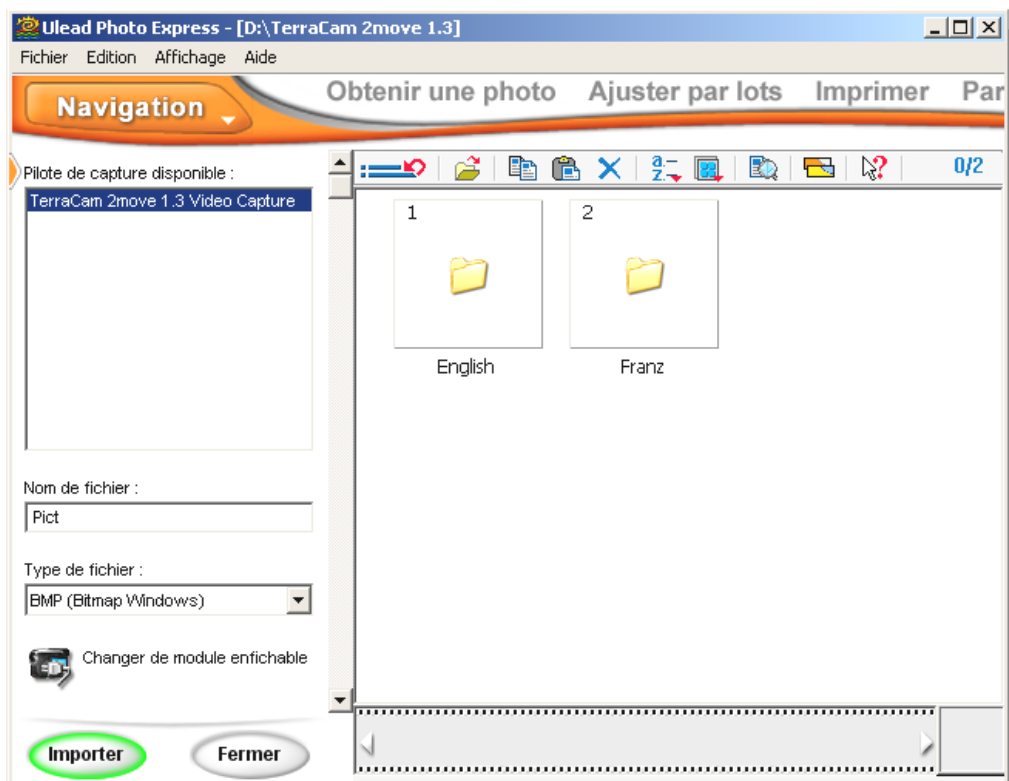 Ulead Photo Express - [D:\TerraCam 2move 1.3]
Fichier Edition Affichage Aide
Navigation Obtenir une photo Ajuster par lots Imprimer Par
Pilote de capture disponible :
TerraCam 2move 1.3 Video Capture
0/2
1 2
English Franz
Nom de fichier :
Pict
Type de fichier :
BMP (Bitmap Windows)
Changer de module enfichable
Importer Fermer